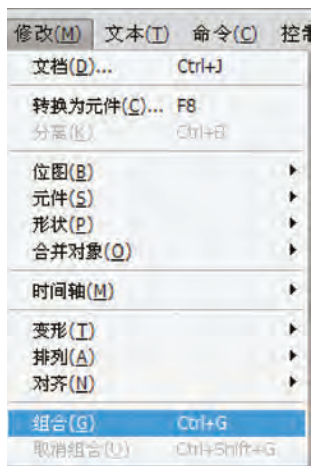 修改(M) 文本(T) 命令(C) 控制
文档(D)... Ctrl+J
转换为元件(C)... F8
分离(K) Ctrl+B
位图(B)
元件(S)
形状(P)
合并对象(O)
时间轴(M)
变形(T)
排列(A)
对齐(N)
组合(G) Ctrl+G
取消组合(U) Ctrl+Shift+G